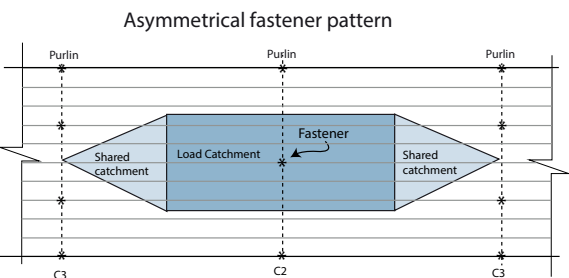 Asymmetrical fastener pattern
Purlin
Purlin
Purlin
Fastener
Shared
catchment
Load Catchment
Shared
catchment
C3
C2
C3